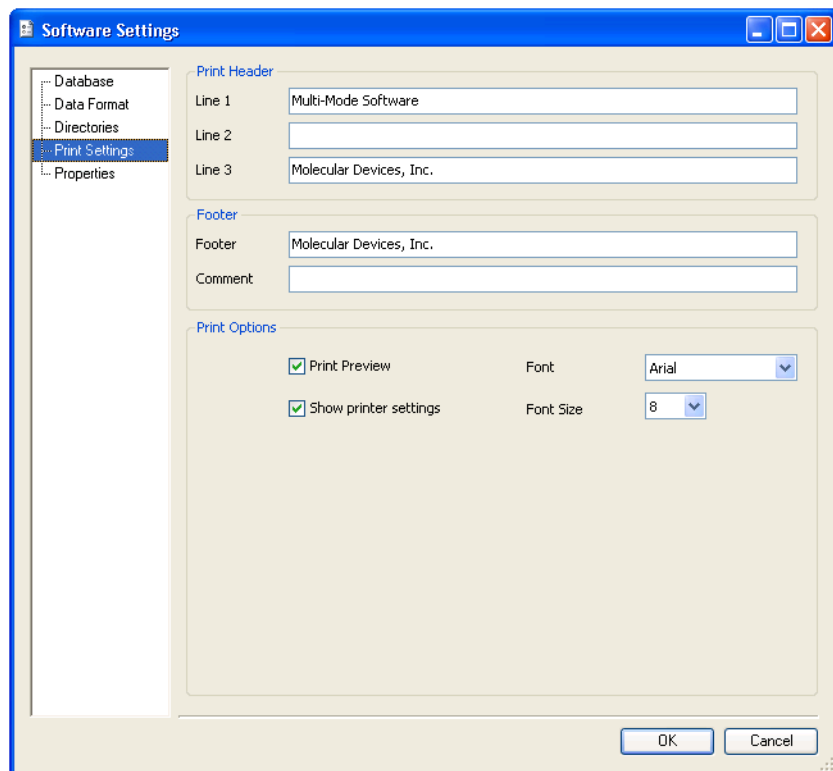 Software Settings
Database
Data Format
Directories
Print Settings
Properties
Print Header
Line 1 Multi-Mode Software
Line 2
Line 3 Molecular Devices, Inc.
Footer
Footer Molecular Devices, Inc.
Comment
Print Options
Print Preview Font Arial
Show printer settings Font Size 8
OK Cancel